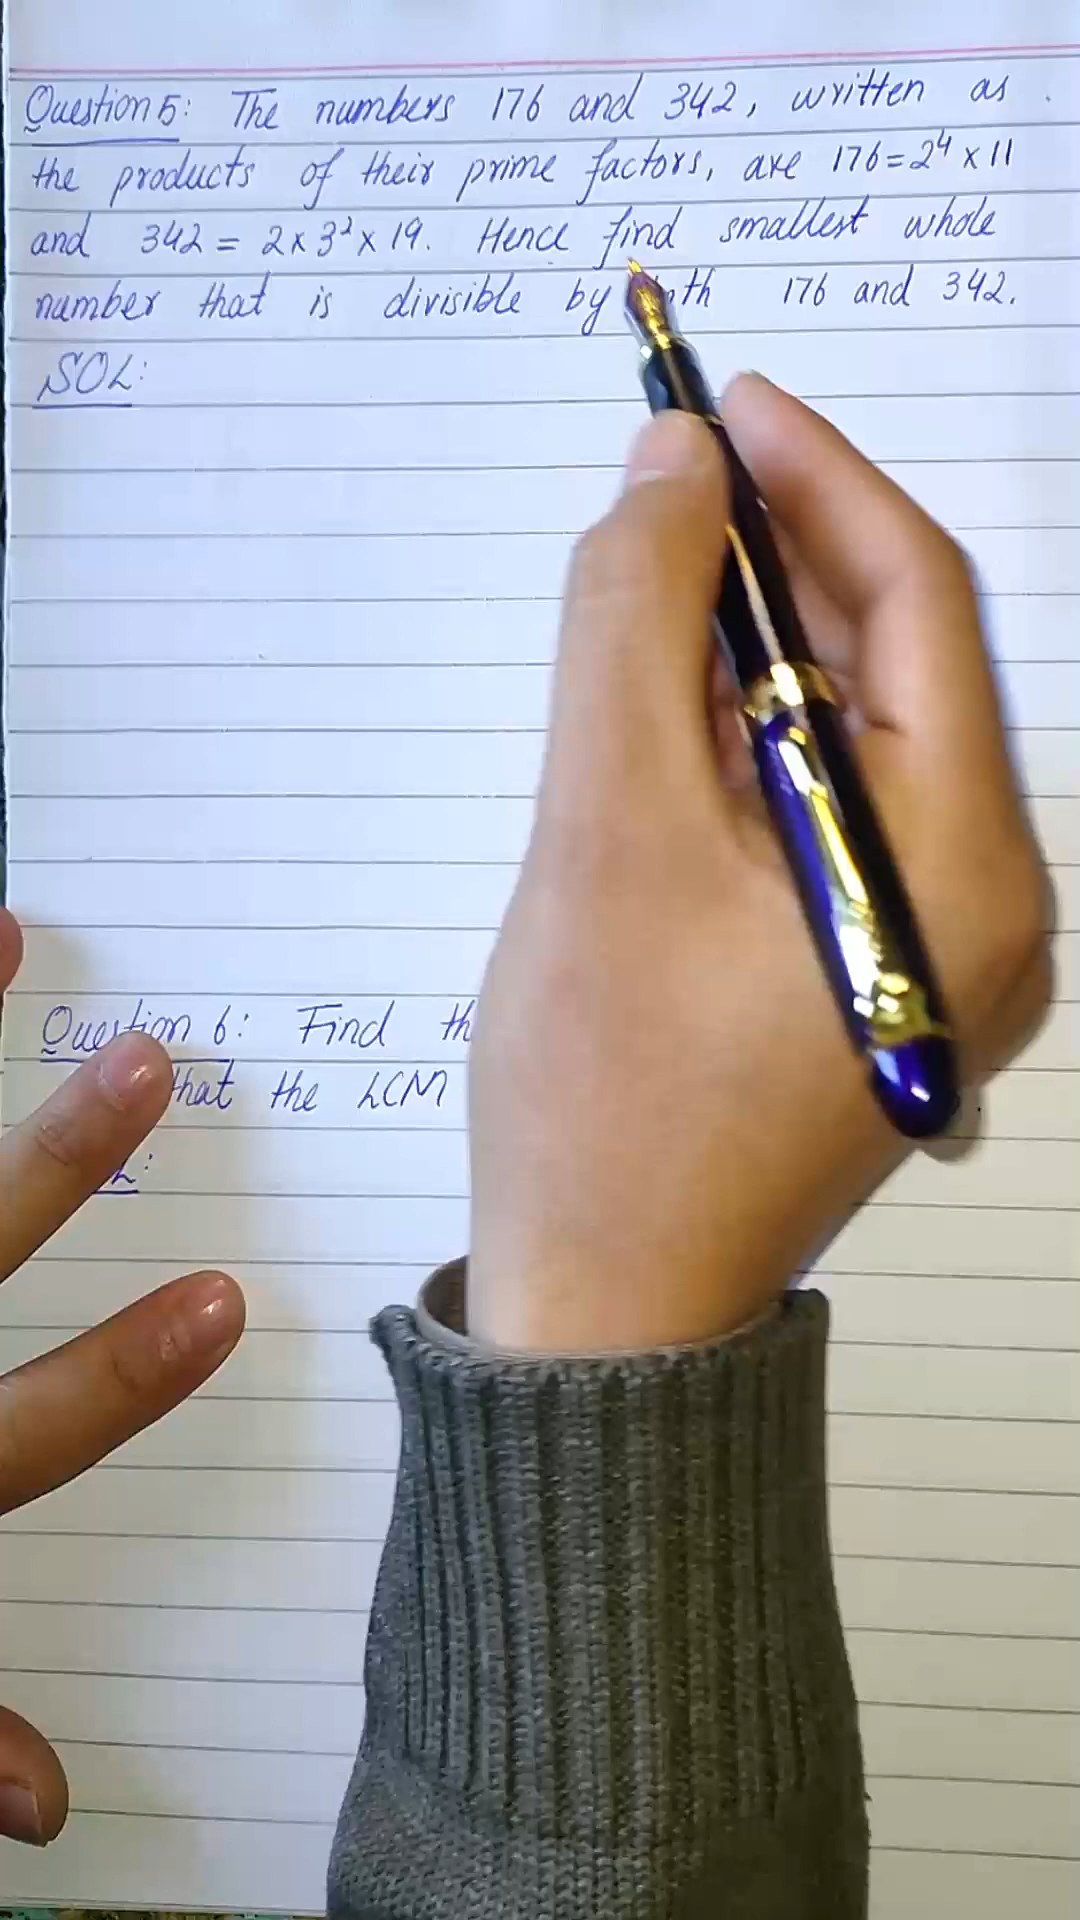 Question 5: The numbers 176 and 342, written as
the products of their prime factors, are 176 = 2⁴ × 11
and 342 = 2 × 3² × 19. Hence find smallest whole
number that is divisible by 176 and 342.
SOL:
Question 6: Find
that the LCM